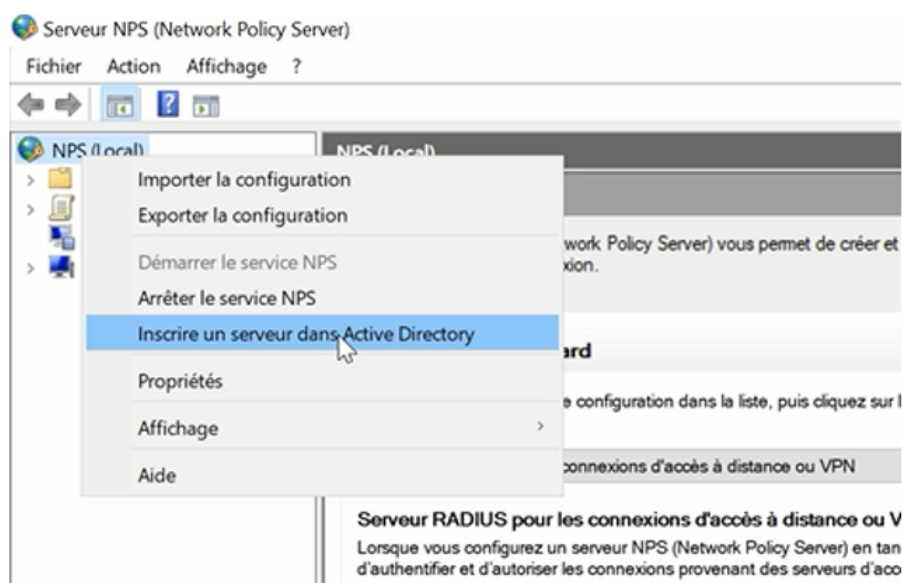 Serveur NPS (Network Policy Server)
Fichier Action Affichage ?
NPS (Local)
NPS (Local)
Importer la configuration
Exporter la configuration
work Policy Server) vous permet de créer et
Démarrer le service NPS
xion.
Arrêter le service NPS
Inscrire un serveur dans Active Directory
ard
Propriétés
e configuration dans la liste, puis cliquez sur l
Affichage
connexions d'accès à distance ou VPN
Aide
Serveur RADIUS pour les connexions d'accès à distance ou V
Lorsque vous configurez un serveur NPS (Network Policy Server) en tan
d'authentifier et d'autoriser les connexions provenant des serveurs d'acc